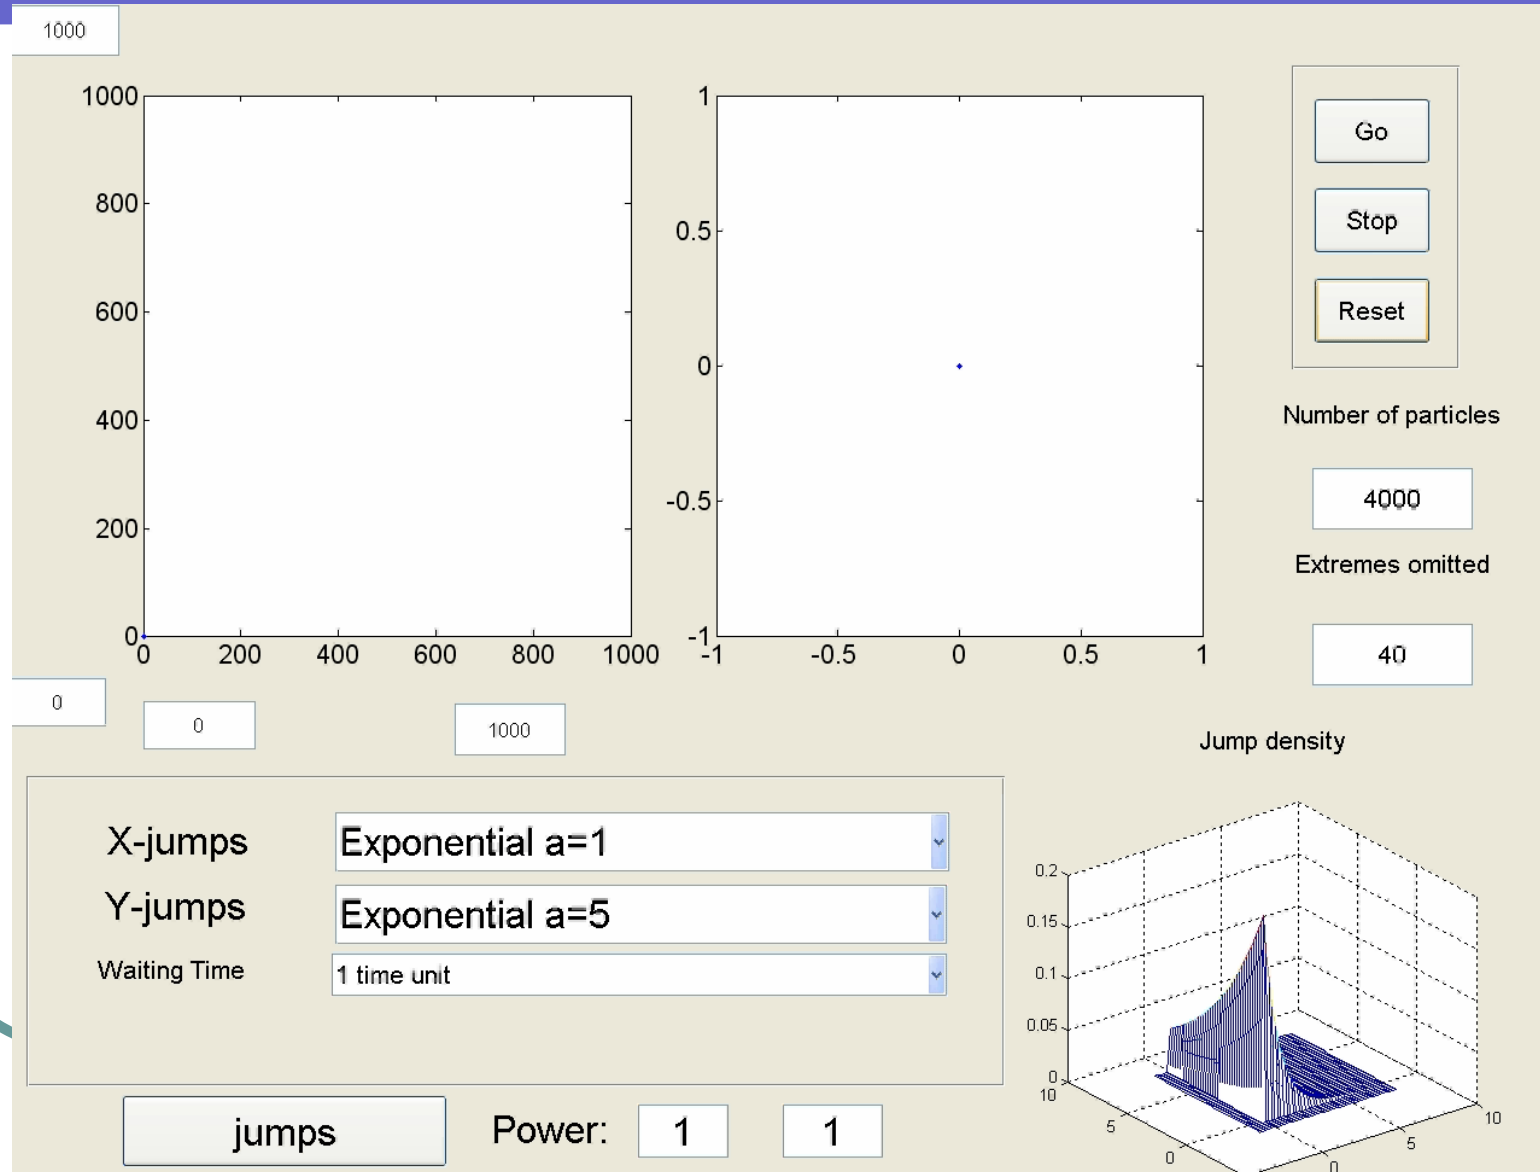 1000
1000
800
600
400
200
0
0 200 400 600 800 1000
1
0.5
0
-0.5
-1
-1 -0.5 0 0.5 1
Go
Stop
Reset
Number of particles
4000
Extremes omitted
40
0
0
1000
Jump density
X-jumps Exponential a=1
Y-jumps Exponential a=5
Waiting Time 1 time unit
0.2
0.15
0.1
0.05
0
10
5
0
0
5
10
jumps Power: 1 1